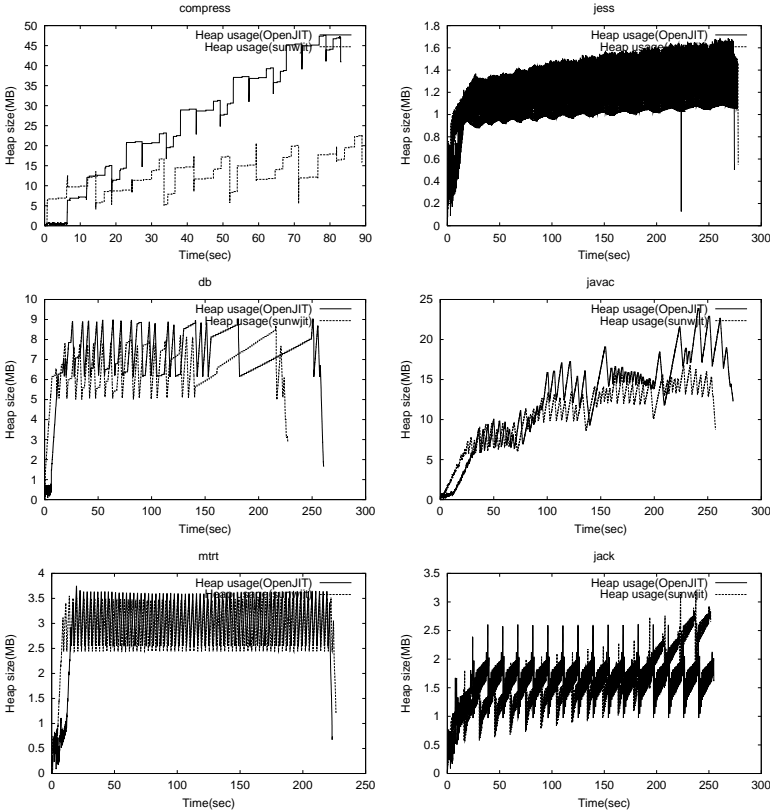 compress
Heap usage(OpenJIT)
Heap usage(sunwjit)
Heap size(MB)
50
45
40
35
30
25
20
15
10
5
0
0 10 20 30 40 50 60 70 80 90
Time(sec)
jess
Heap usage(OpenJIT)
Heap usage(sunwjit)
Heap size(MB)
1.8
1.6
1.4
1.2
1
0.8
0.6
0.4
0.2
0
0 50 100 150 200 250 300
Time(sec)
db
Heap usage(OpenJIT)
Heap usage(sunwjit)
Heap size(MB)
10
9
8
7
6
5
4
3
2
1
0
0 50 100 150 200 250 300
Time(sec)
javac
Heap usage(OpenJIT)
Heap usage(sunwjit)
Heap size(MB)
25
20
15
10
5
0
0 50 100 150 200 250 300
Time(sec)
mtrt
Heap usage(OpenJIT)
Heap usage(sunwjit)
Heap size(MB)
4
3.5
3
2.5
2
1.5
1
0.5
0
0 50 100 150 200 250
Time(sec)
jack
Heap usage(OpenJIT)
Heap usage(sunwjit)
Heap size(MB)
3.5
3
2.5
2
1.5
1
0.5
0
0 50 100 150 200 250 300
Time(sec)